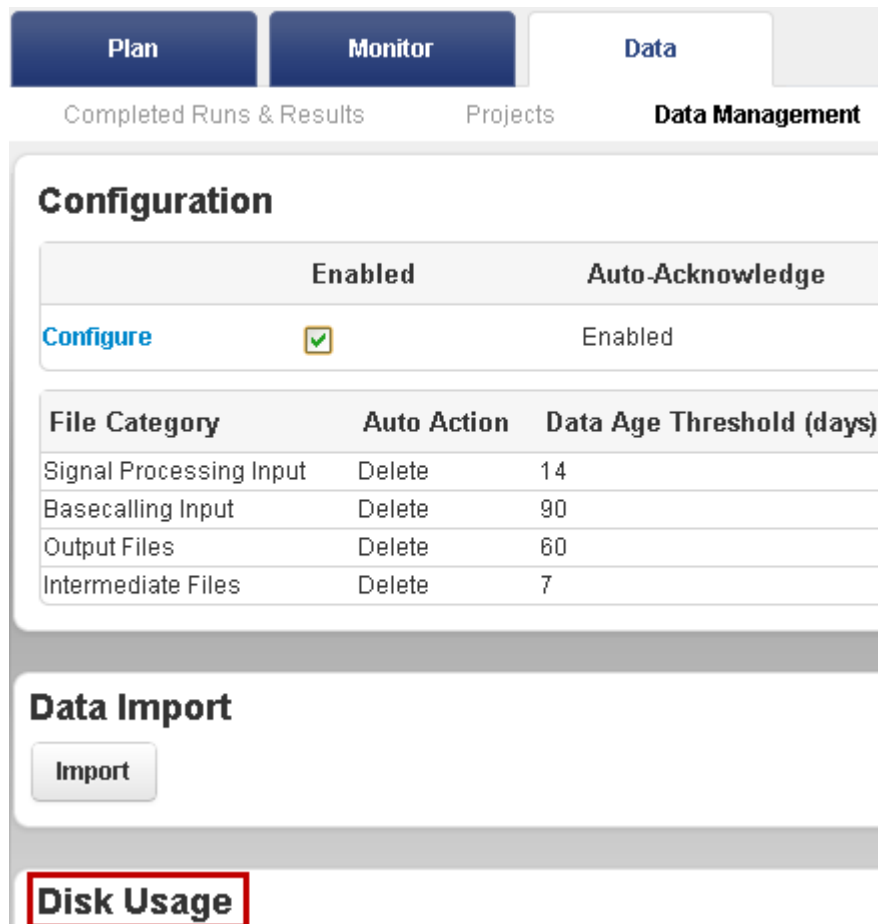 Plan Monitor Data
Completed Runs & Results Projects Data Management
Configuration
Enabled Auto-Acknowledge
Configure Enabled
File Category Auto Action Data Age Threshold (days)
Signal Processing Input Delete 14
Basecalling Input Delete 90
Output Files Delete 60
Intermediate Files Delete 7
Data Import
Import
Disk Usage